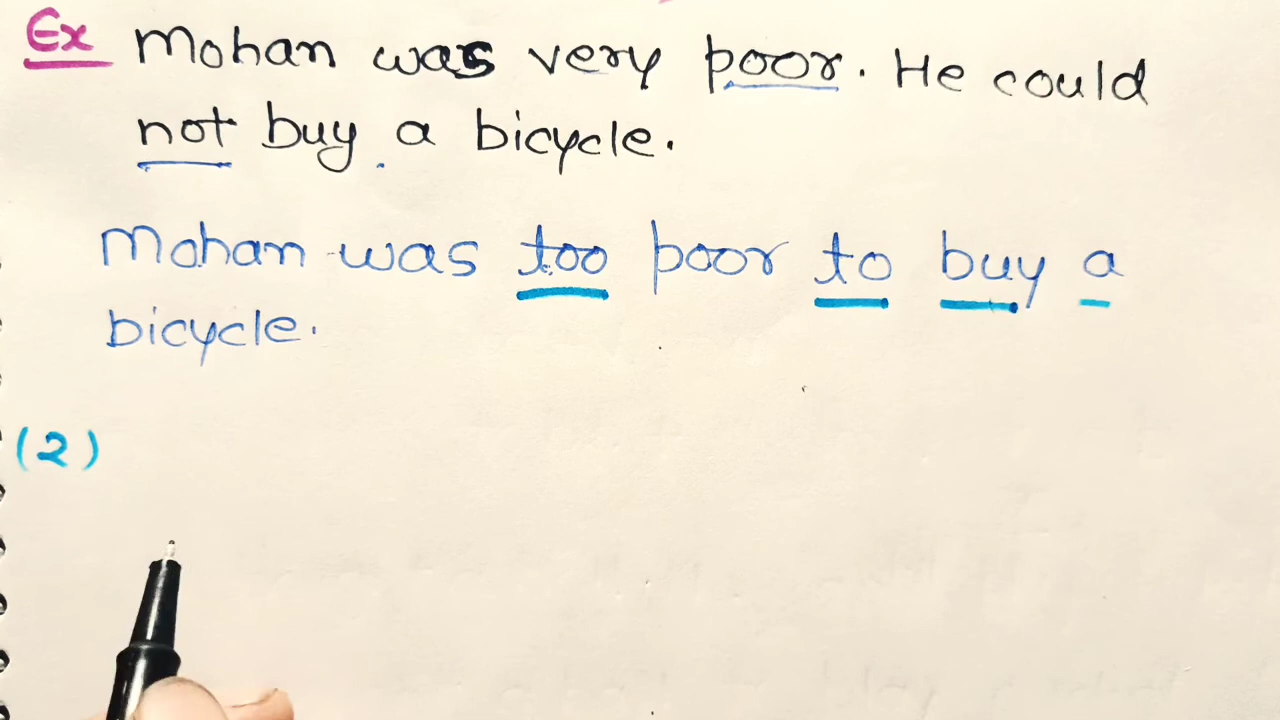 Ex Mohan was very poor. He could
not buy a bicycle.
Mohan was too poor to buy a
bicycle.
(2)